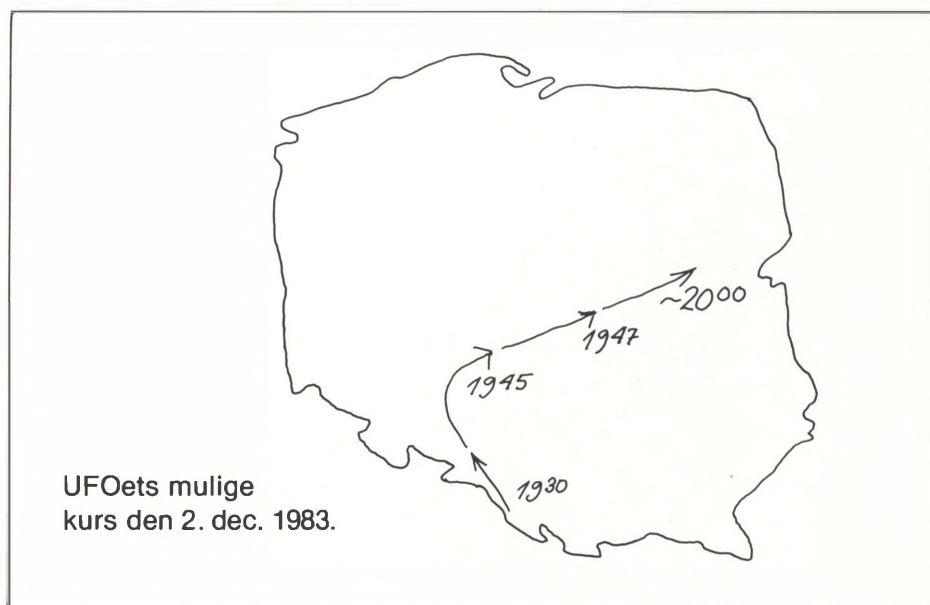 ~20⁰⁰
19⁴⁷
19⁴⁵
19³⁰
UFOets mulige
kurs den 2. dec. 1983.